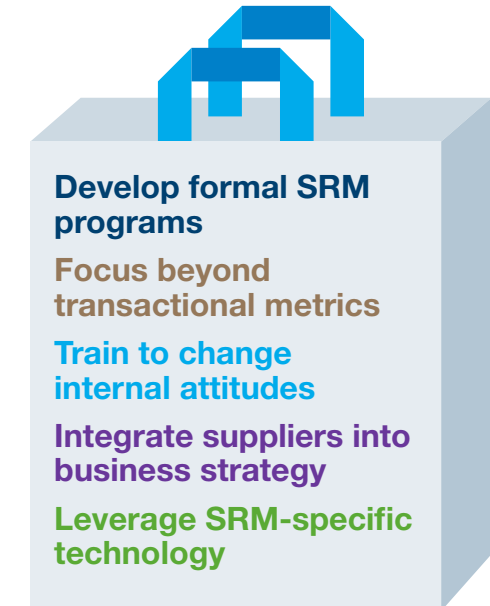 Develop formal SRM
programs
Focus beyond
transactional metrics
Train to change
internal attitudes
Integrate suppliers into
business strategy
Leverage SRM-specific
technology